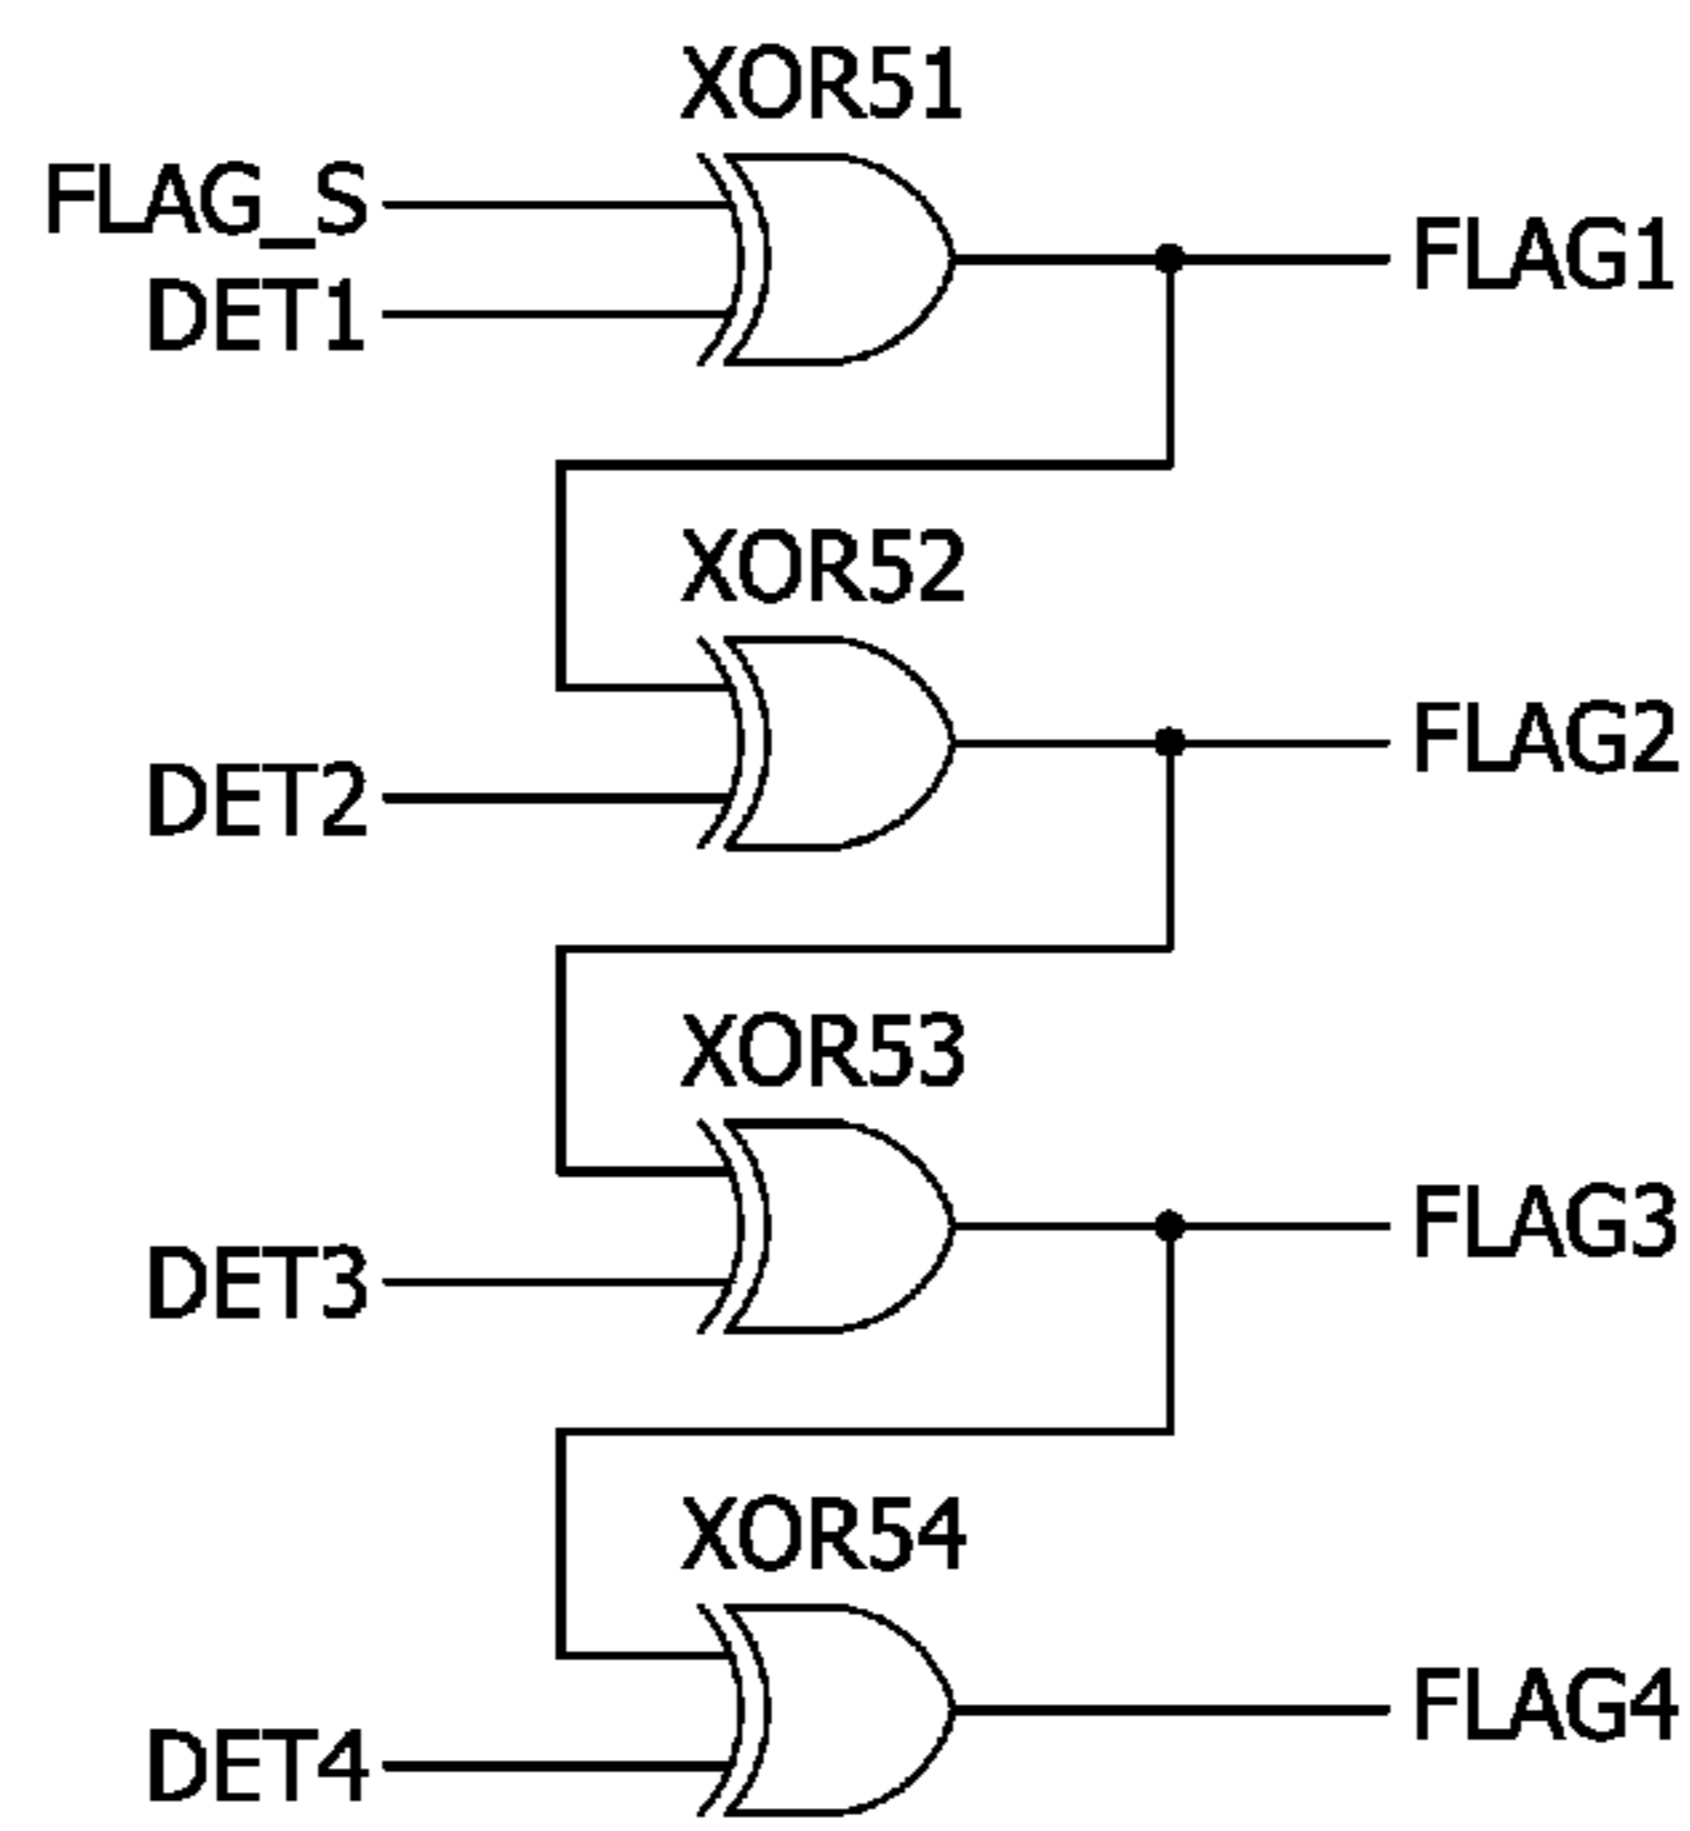 XOR51
FLAG_S
DET1
FLAG1
XOR52
DET2
FLAG2
XOR53
DET3
FLAG3
XOR54
DET4
FLAG4